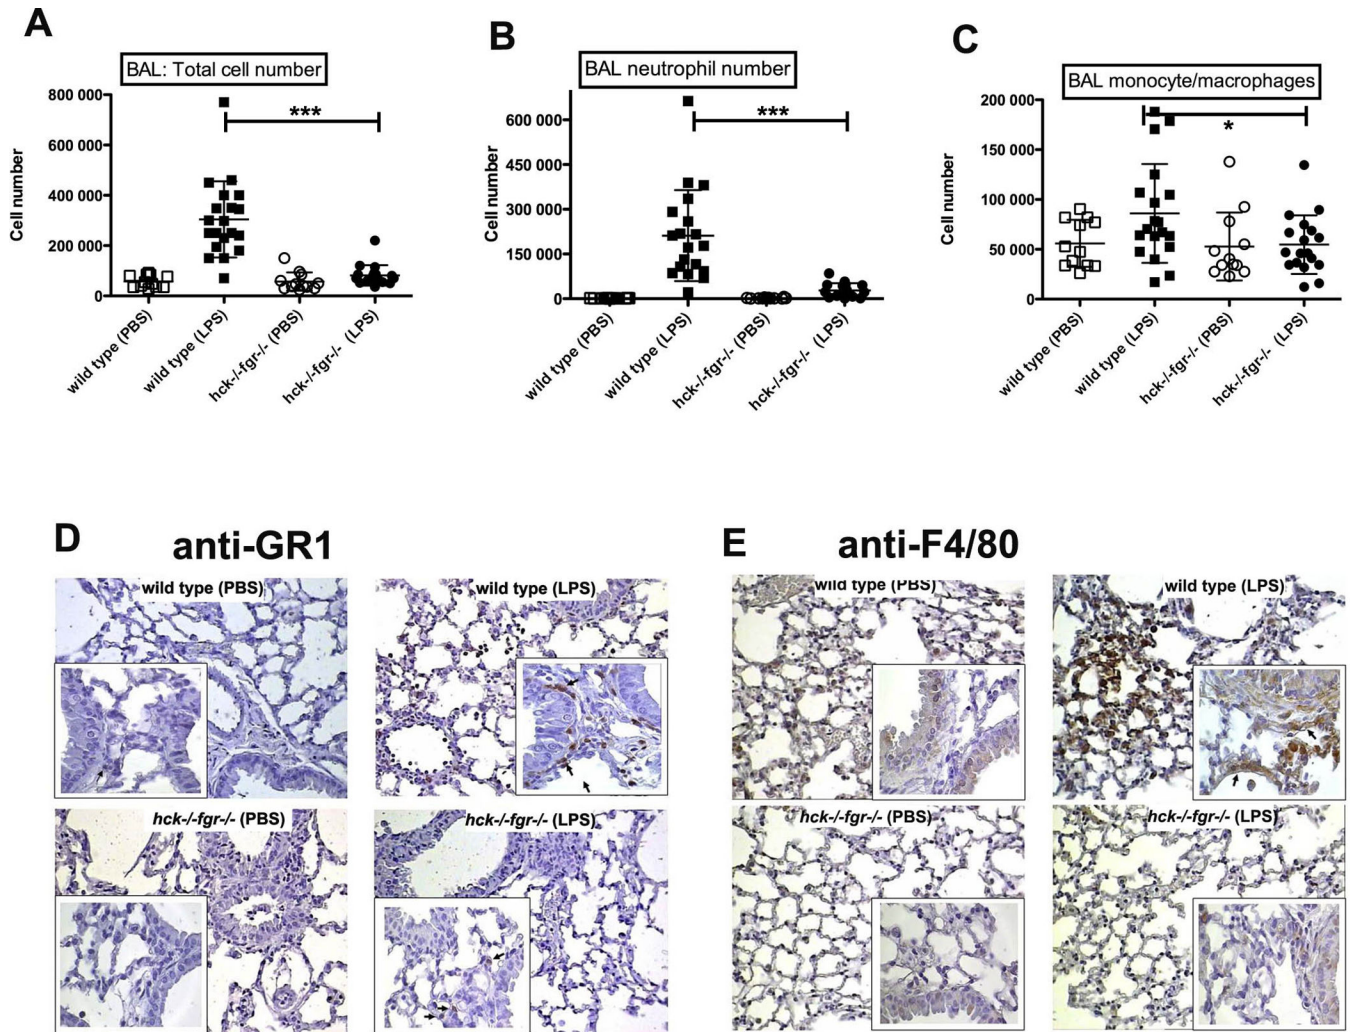 A
BAL: Total cell number
Cell number
800 000
600 000
400 000
200 000
0
***
wild type (PBS)
wild type (LPS)
hck-/-fgr-/- (PBS)
hck-/-fgr-/- (LPS)
B
BAL neutrophil number
Cell number
600 000
450 000
300 000
150 000
0
***
wild type (PBS)
wild type (LPS)
hck-/-fgr-/- (PBS)
hck-/-fgr-/- (LPS)
C
BAL monocyte/macrophages
Cell number
200 000
150 000
100 000
50 000
0
*
wild type (PBS)
wild type (LPS)
hck-/-fgr-/- (PBS)
hck-/-fgr-/- (LPS)
D anti-GR1
wild type (PBS)
wild type (LPS)
hck-/-fgr-/- (PBS)
hck-/-fgr-/- (LPS)
E anti-F4/80
wild type (PBS)
wild type (LPS)
hck-/-fgr-/- (PBS)
hck-/-fgr-/- (LPS)